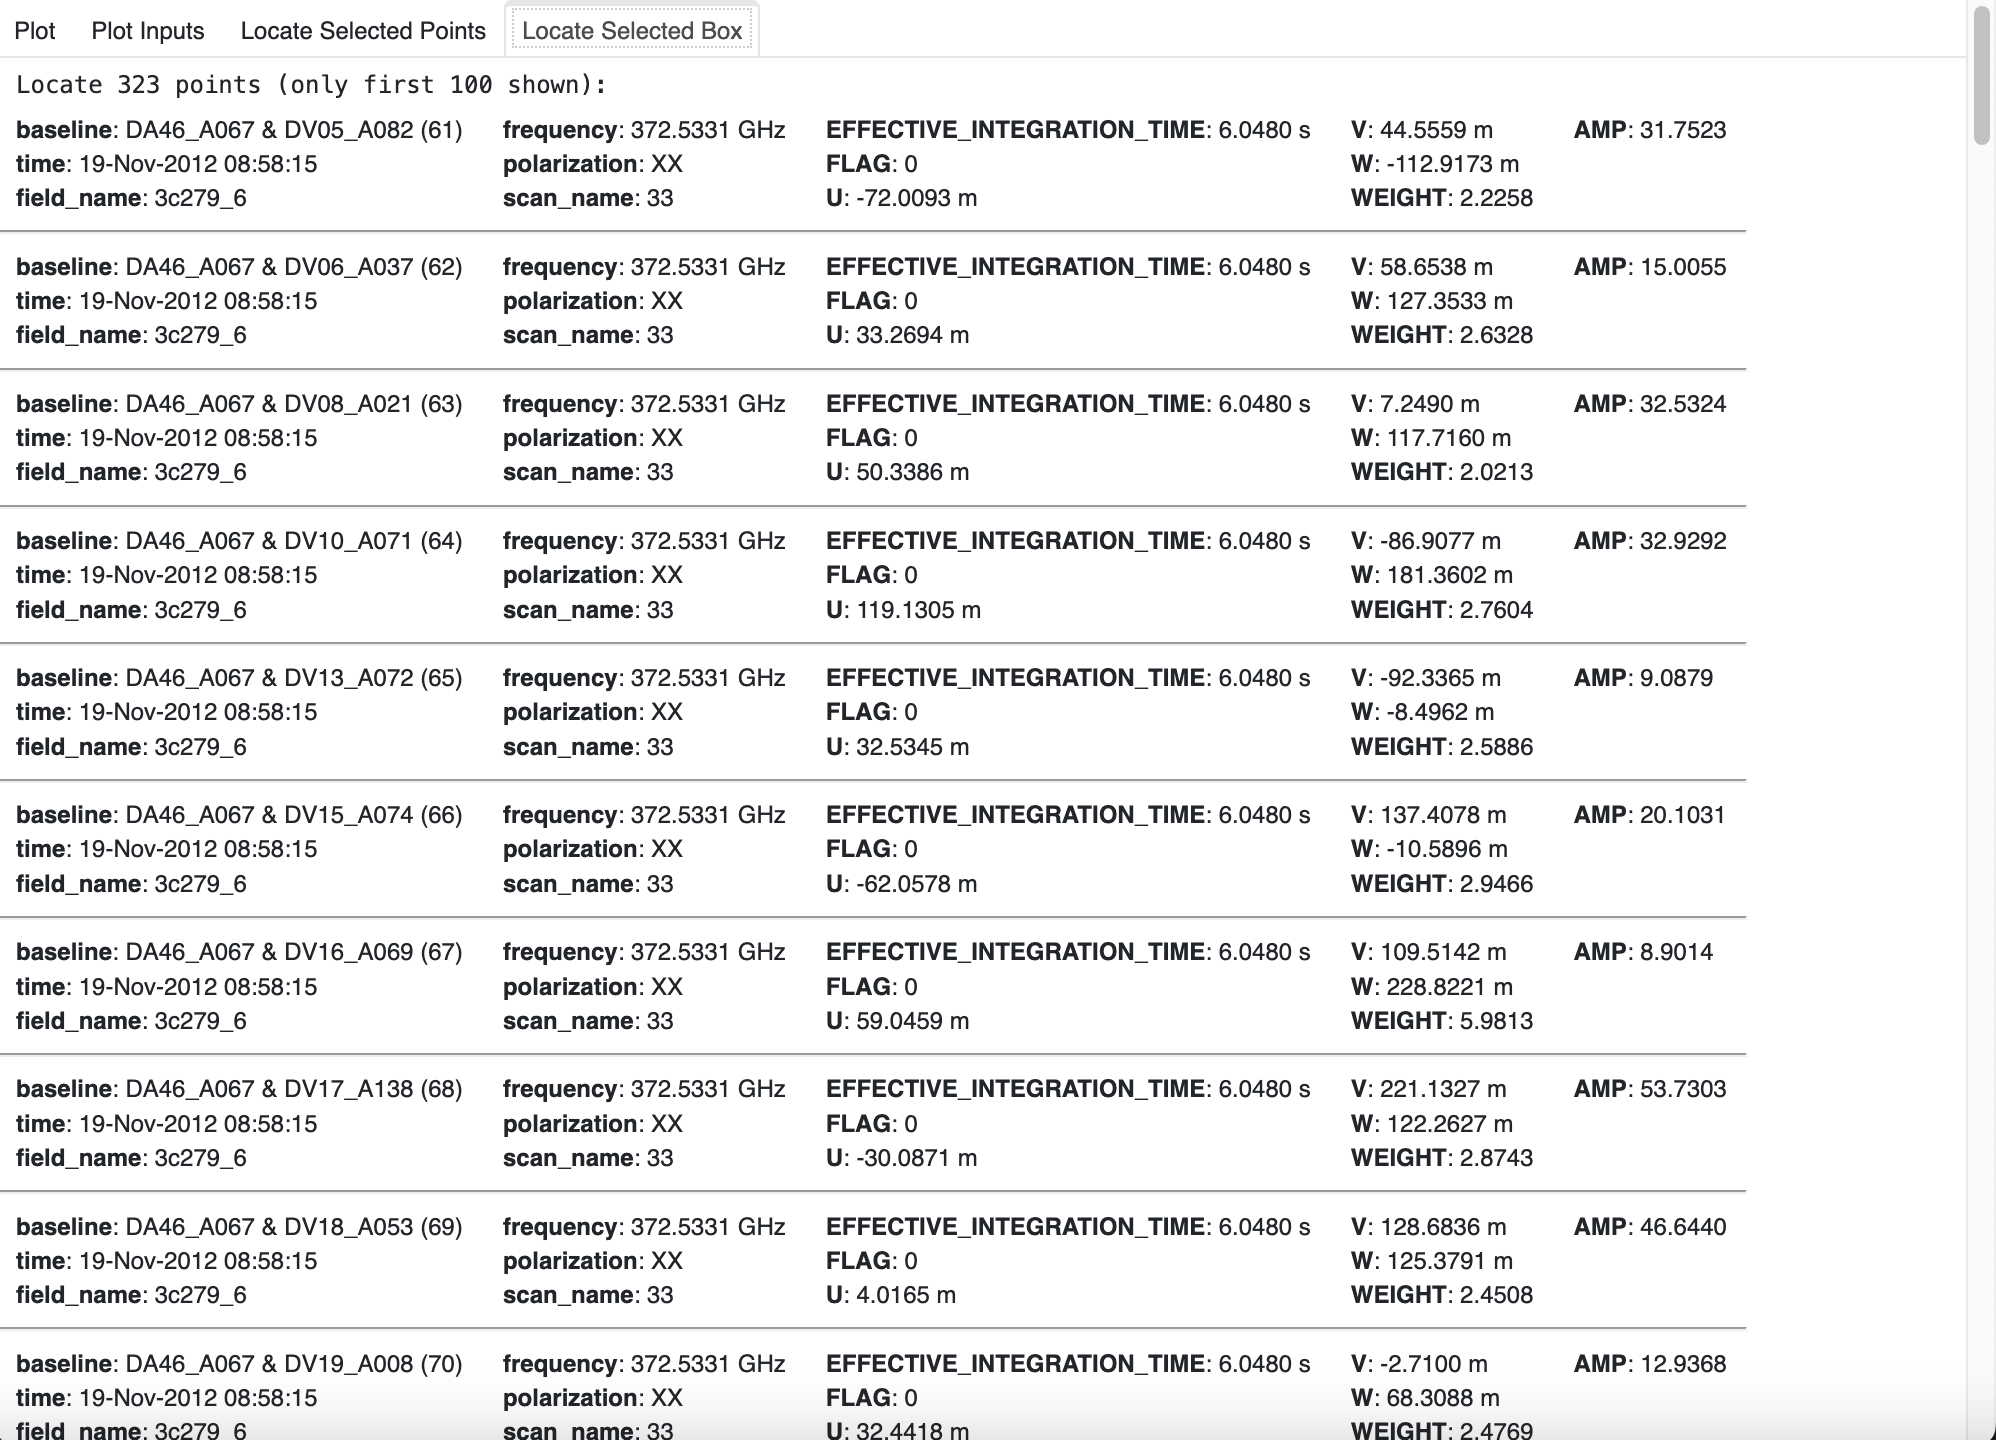 Plot Plot Inputs Locate Selected Points Locate Selected Box
Locate 323 points (only first 100 shown):
baseline: DA46_A067 & DV05_A082 (61) frequency: 372.5331 GHz EFFECTIVE_INTEGRATION_TIME: 6.0480 s V: 44.5559 m AMP: 31.7523
time: 19-Nov-2012 08:58:15 polarization: XX FLAG: 0 W: -112.9173 m
field_name: 3c279_6 scan_name: 33 U: -72.0093 m WEIGHT: 2.2258
baseline: DA46_A067 & DV06_A037 (62) frequency: 372.5331 GHz EFFECTIVE_INTEGRATION_TIME: 6.0480 s V: 58.6538 m AMP: 15.0055
time: 19-Nov-2012 08:58:15 polarization: XX FLAG: 0 W: 127.3533 m
field_name: 3c279_6 scan_name: 33 U: 33.2694 m WEIGHT: 2.6328
baseline: DA46_A067 & DV08_A021 (63) frequency: 372.5331 GHz EFFECTIVE_INTEGRATION_TIME: 6.0480 s V: 7.2490 m AMP: 32.5324
time: 19-Nov-2012 08:58:15 polarization: XX FLAG: 0 W: 117.7160 m
field_name: 3c279_6 scan_name: 33 U: 50.3386 m WEIGHT: 2.0213
baseline: DA46_A067 & DV10_A071 (64) frequency: 372.5331 GHz EFFECTIVE_INTEGRATION_TIME: 6.0480 s V: -86.9077 m AMP: 32.9292
time: 19-Nov-2012 08:58:15 polarization: XX FLAG: 0 W: 181.3602 m
field_name: 3c279_6 scan_name: 33 U: 119.1305 m WEIGHT: 2.7604
baseline: DA46_A067 & DV13_A072 (65) frequency: 372.5331 GHz EFFECTIVE_INTEGRATION_TIME: 6.0480 s V: -92.3365 m AMP: 9.0879
time: 19-Nov-2012 08:58:15 polarization: XX FLAG: 0 W: -8.4962 m
field_name: 3c279_6 scan_name: 33 U: 32.5345 m WEIGHT: 2.5886
baseline: DA46_A067 & DV15_A074 (66) frequency: 372.5331 GHz EFFECTIVE_INTEGRATION_TIME: 6.0480 s V: 137.4078 m AMP: 20.1031
time: 19-Nov-2012 08:58:15 polarization: XX FLAG: 0 W: -10.5896 m
field_name: 3c279_6 scan_name: 33 U: -62.0578 m WEIGHT: 2.9466
baseline: DA46_A067 & DV16_A069 (67) frequency: 372.5331 GHz EFFECTIVE_INTEGRATION_TIME: 6.0480 s V: 109.5142 m AMP: 8.9014
time: 19-Nov-2012 08:58:15 polarization: XX FLAG: 0 W: 228.8221 m
field_name: 3c279_6 scan_name: 33 U: 59.0459 m WEIGHT: 5.9813
baseline: DA46_A067 & DV17_A138 (68) frequency: 372.5331 GHz EFFECTIVE_INTEGRATION_TIME: 6.0480 s V: 221.1327 m AMP: 53.7303
time: 19-Nov-2012 08:58:15 polarization: XX FLAG: 0 W: 122.2627 m
field_name: 3c279_6 scan_name: 33 U: -30.0871 m WEIGHT: 2.8743
baseline: DA46_A067 & DV18_A053 (69) frequency: 372.5331 GHz EFFECTIVE_INTEGRATION_TIME: 6.0480 s V: 128.6836 m AMP: 46.6440
time: 19-Nov-2012 08:58:15 polarization: XX FLAG: 0 W: 125.3791 m
field_name: 3c279_6 scan_name: 33 U: 4.0165 m WEIGHT: 2.4508
baseline: DA46_A067 & DV19_A008 (70) frequency: 372.5331 GHz EFFECTIVE_INTEGRATION_TIME: 6.0480 s V: -2.7100 m AMP: 12.9368
time: 19-Nov-2012 08:58:15 polarization: XX FLAG: 0 W: 68.3088 m
field_name: 3c279_6 scan_name: 33 U: 32.4418 m WEIGHT: 2.4769